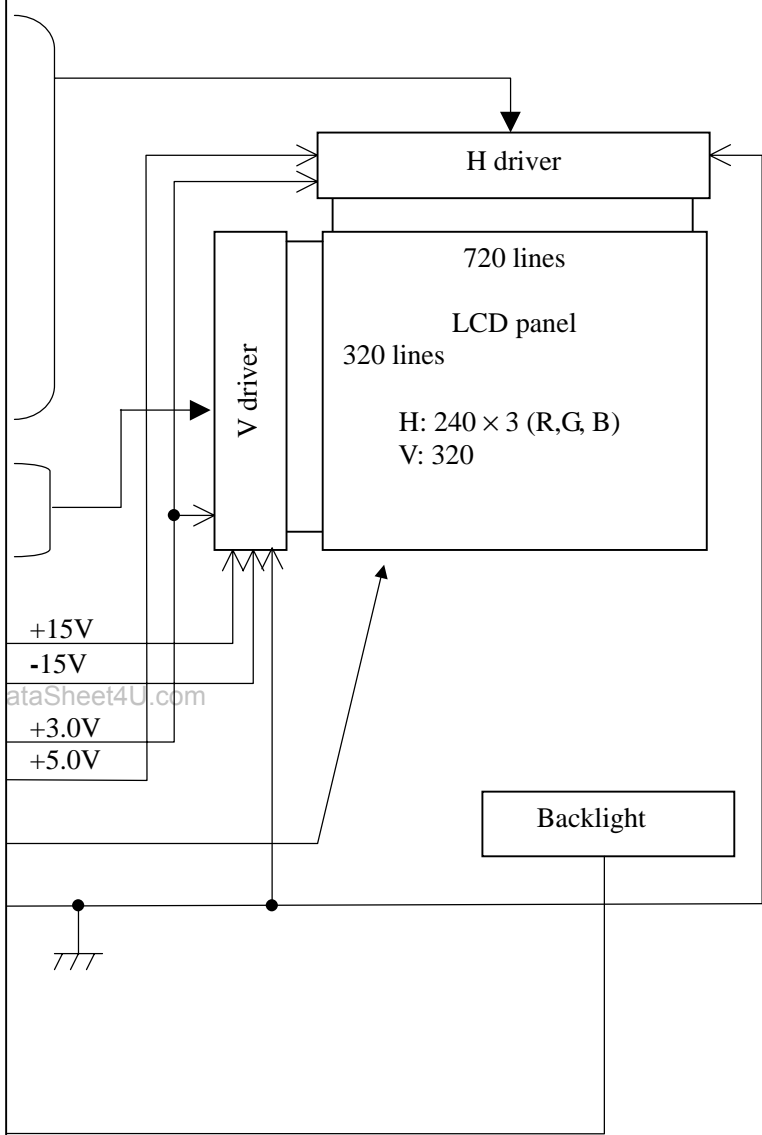 H driver
720 lines
LCD panel
320 lines
V driver
H: 240 × 3 (R,G, B)
V: 320
+15V
-15V
ataSheet4U.com
+3.0V
+5.0V
Backlight